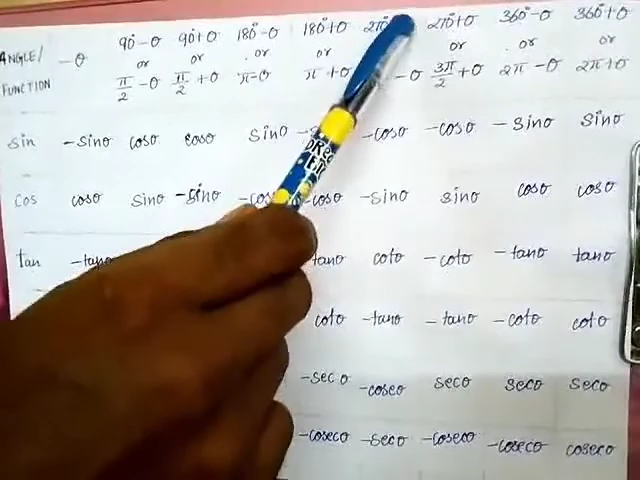 ANGLE/ FUNCTION -θ 90°-θ or π/2 -θ 90°+θ or π/2 +θ 180°-θ or π-θ 180°+θ or π+θ 270° -θ 270°+θ or 3π/2 +θ 360°-θ or 2π-θ 360°+θ or 2π+θ
sin -sinθ cosθ cosθ sinθ -cosθ -cosθ -sinθ sinθ
cos cosθ sinθ -sinθ -cosθ -cosθ -sinθ sinθ cosθ cosθ
tan -tanθ tanθ cotθ -cotθ -tanθ tanθ
cotθ -tanθ -tanθ -cotθ cotθ
-secθ -cosecθ secθ secθ
-cosecθ -secθ -cosecθ cosecθ